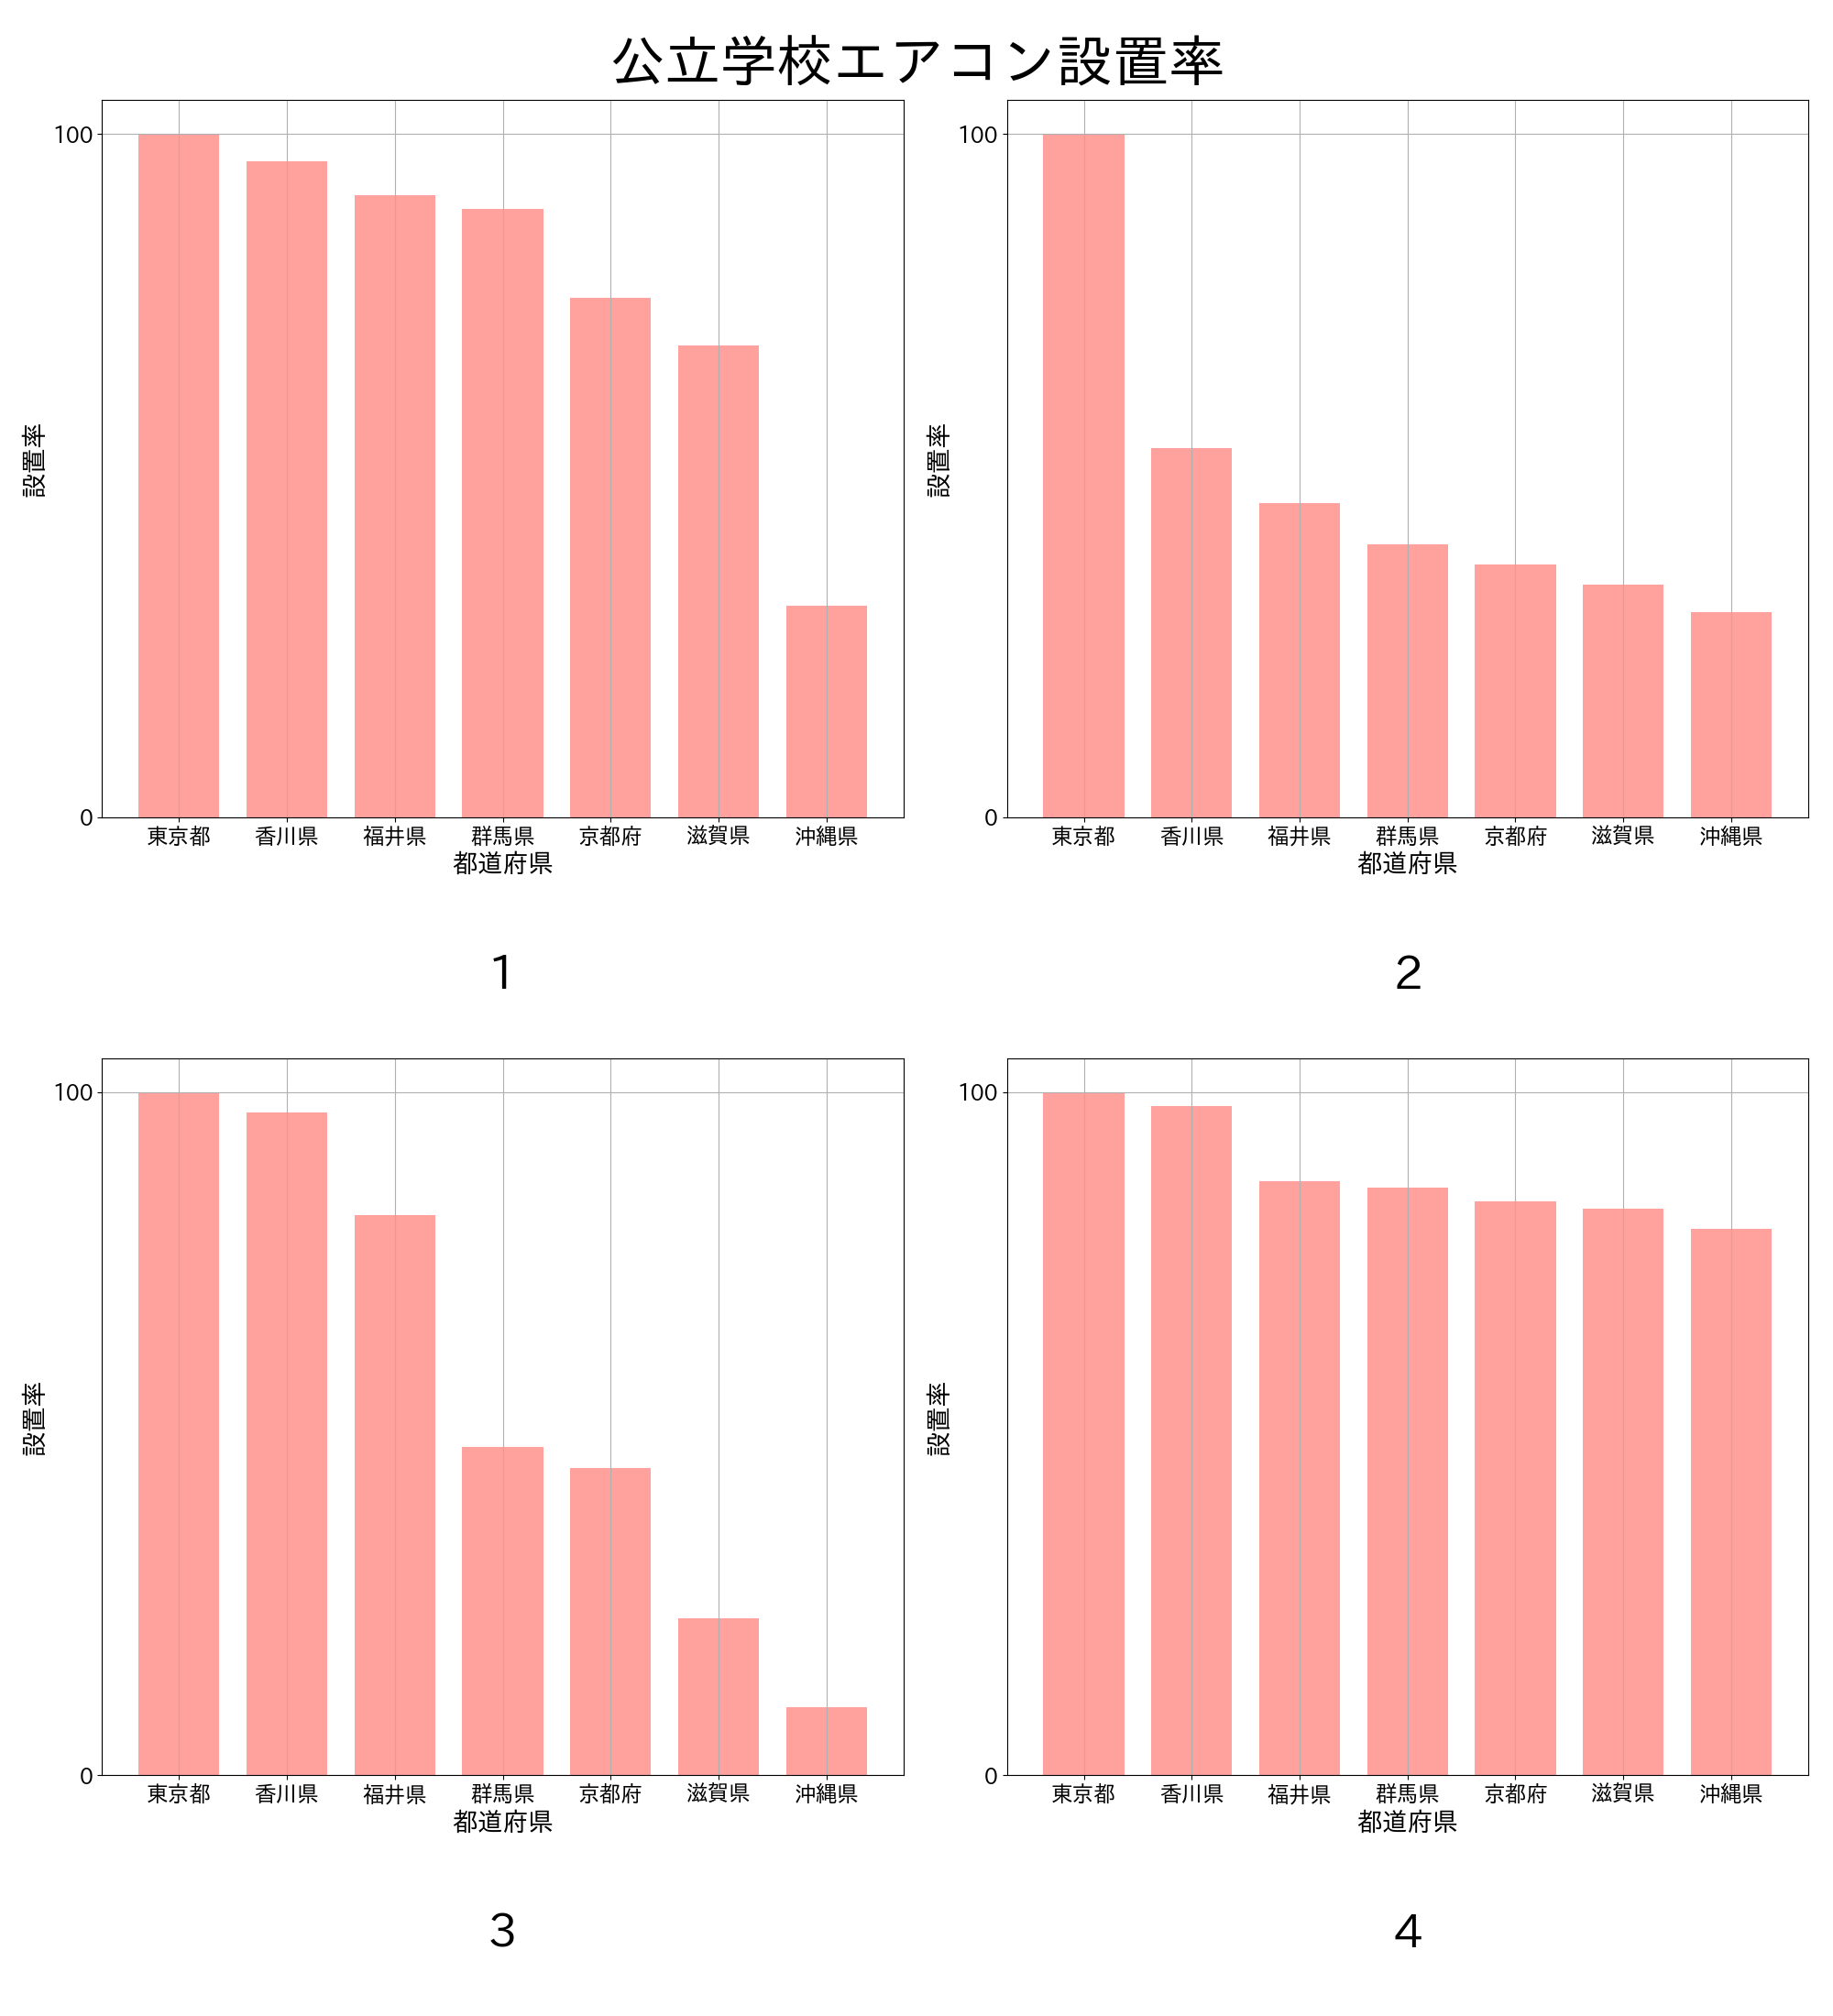 公立学校エアコン設置率
100
設置率
0
東京都 香川県 福井県 群馬県 京都府 滋賀県 沖縄県
都道府県
1
100
設置率
0
東京都 香川県 福井県 群馬県 京都府 滋賀県 沖縄県
都道府県
2
100
設置率
0
東京都 香川県 福井県 群馬県 京都府 滋賀県 沖縄県
都道府県
3
100
設置率
0
東京都 香川県 福井県 群馬県 京都府 滋賀県 沖縄県
都道府県
4